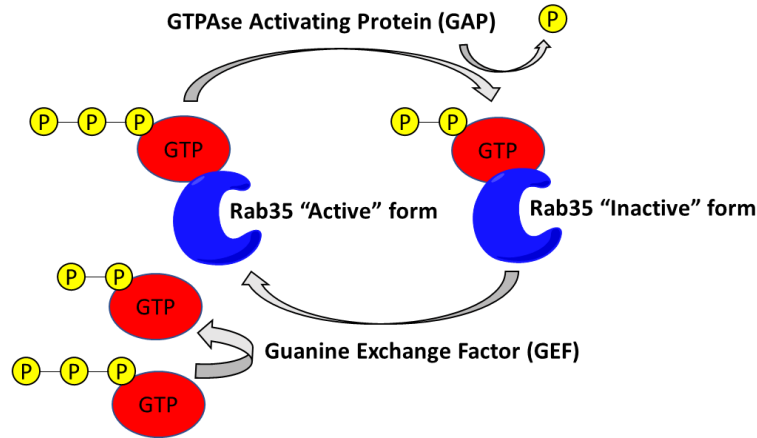 GTPAse Activating Protein (GAP)
P
P P P
GTP
P P
GTP
Rab35 “Active” form
Rab35 “Inactive” form
P P
GTP
Guanine Exchange Factor (GEF)
P P P
GTP